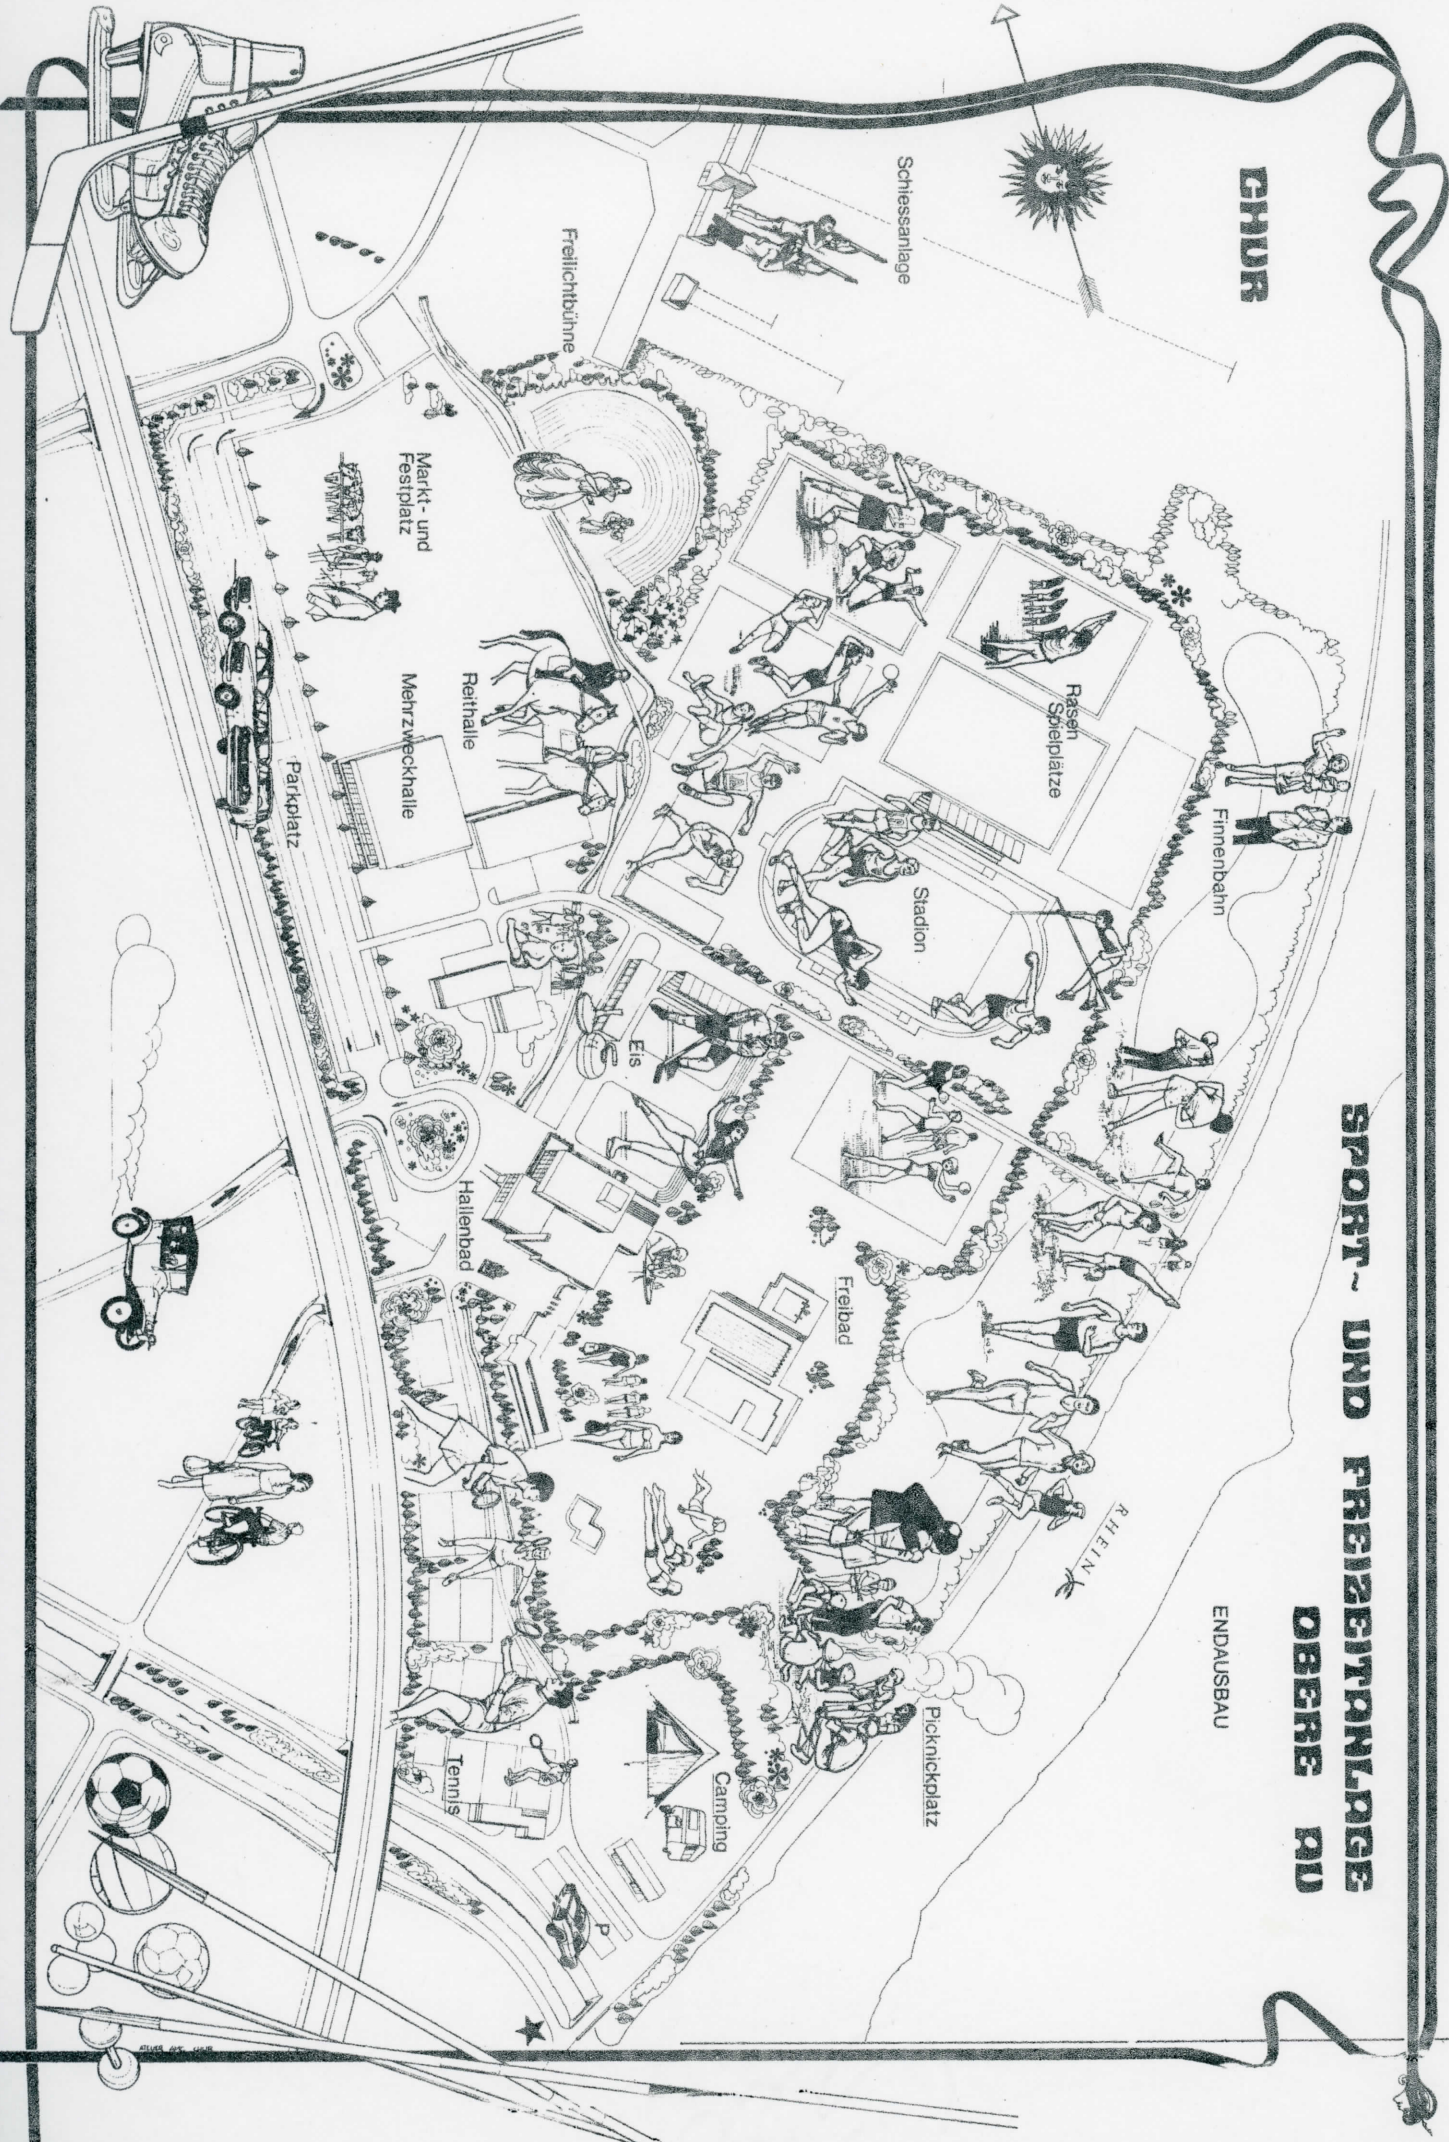 SPORT~ UND FREIZEITANLAGE
OBERE AU
CHUR
ENDAUSBAU
RHEIN
Schiessanlage
Finnenbahn
Rasen
Spielplätze
Stadion
Picknickplatz
Freibad
Freilichtbühne
Eis
Camping
P
Markt- und
Festplatz
Reithalle
Mehrzweckhalle
Hallenbad
Tennis
Parkplatz